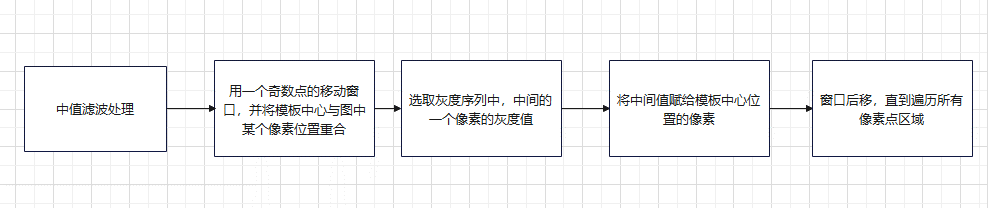 中值滤波处理
用一个奇数点的移动窗
口，并将模板中心与图中
某个像素位置重合
选取灰度序列中，中间的
一个像素的灰度值
将中间值赋给模板中心位
置的像素
窗口后移，直到遍历所有
像素点区域